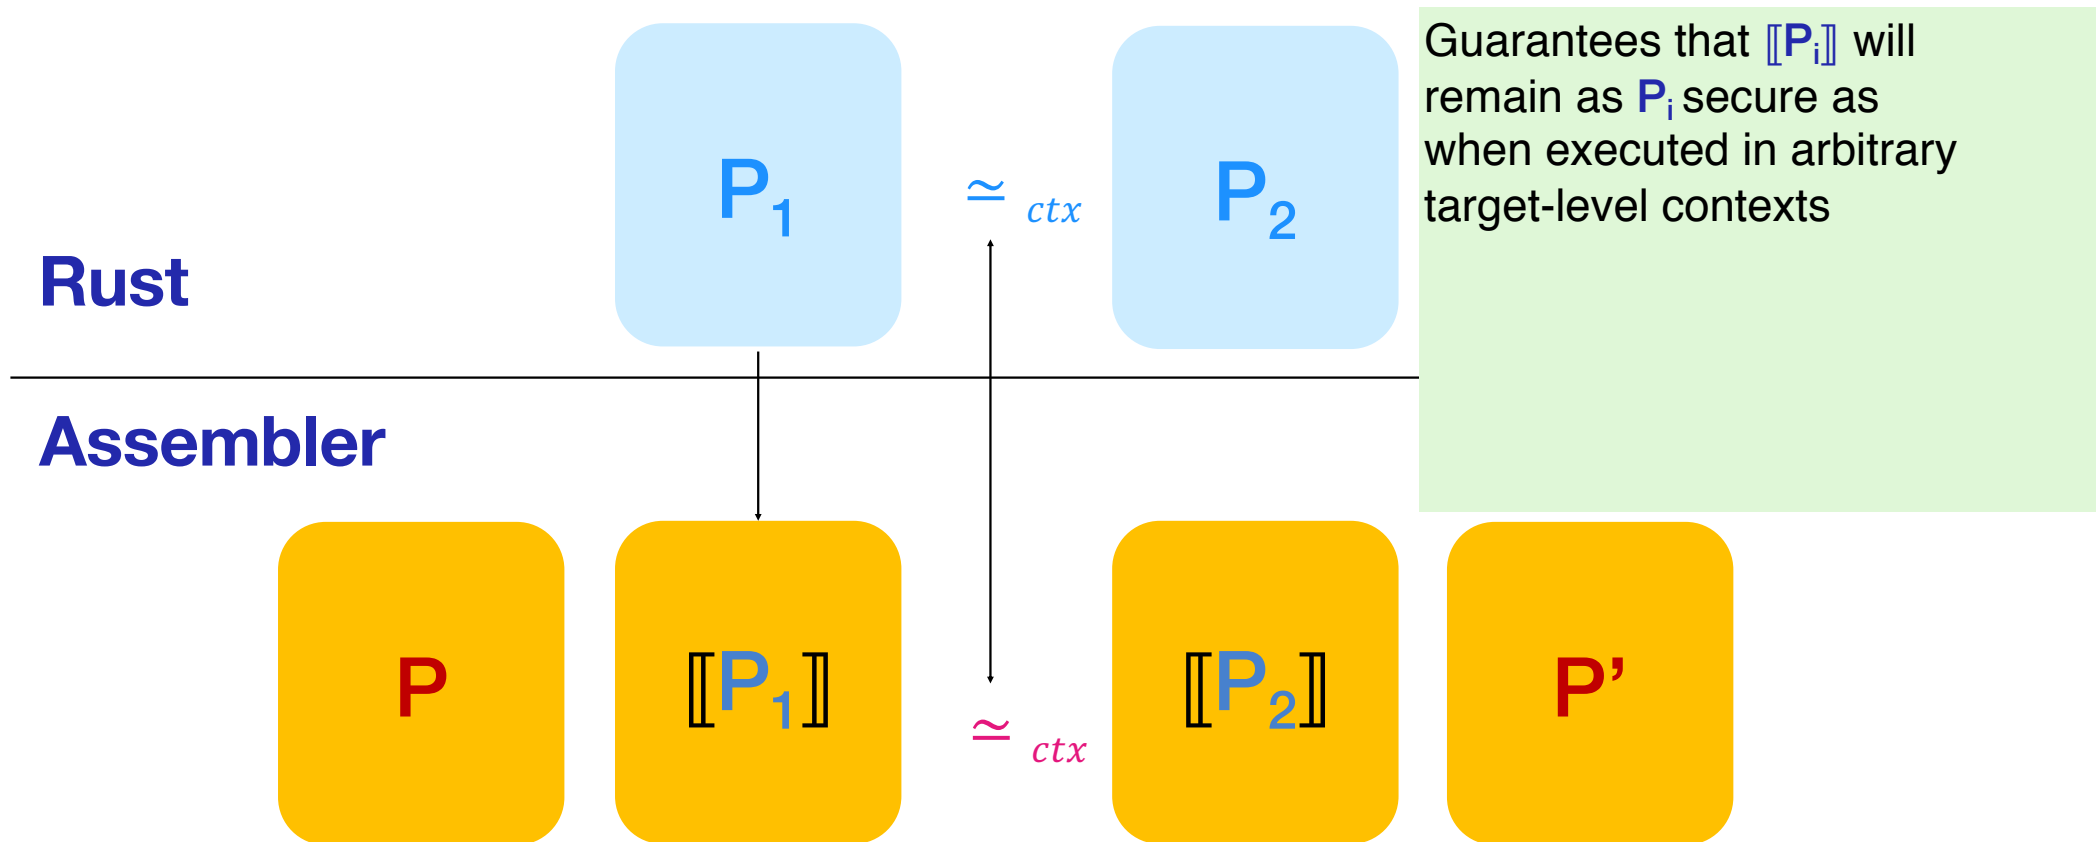 P₁
≃ ctx
P₂
Guarantees that ⟦Pᵢ⟧ will
remain as Pᵢ secure as
when executed in arbitrary
target-level contexts
Rust
Assembler
P
⟦P₁⟧
≃ ctx
⟦P₂⟧
P’